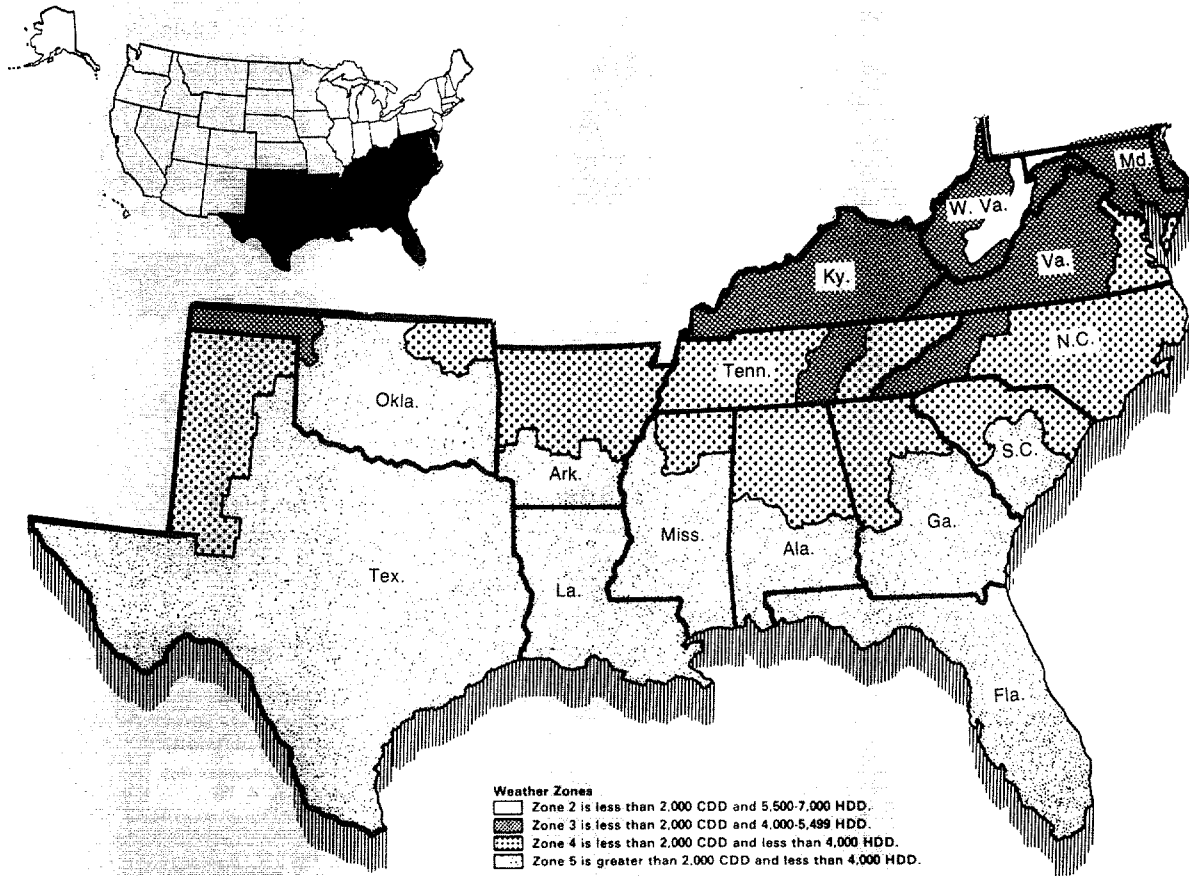 Md.
W. Va.
Ky.
Va.
N.C.
Tenn.
Okla.
S.C.
Ark.
Ga.
Miss.
Ala.
Tex.
La.
Fla.
Weather Zones
Zone 2 is less than 2,000 CDD and 5,500-7,000 HDD.
Zone 3 is less than 2,000 CDD and 4,000-5,499 HDD.
Zone 4 is less than 2,000 CDD and less than 4,000 HDD.
Zone 5 is greater than 2,000 CDD and less than 4,000 HDD.